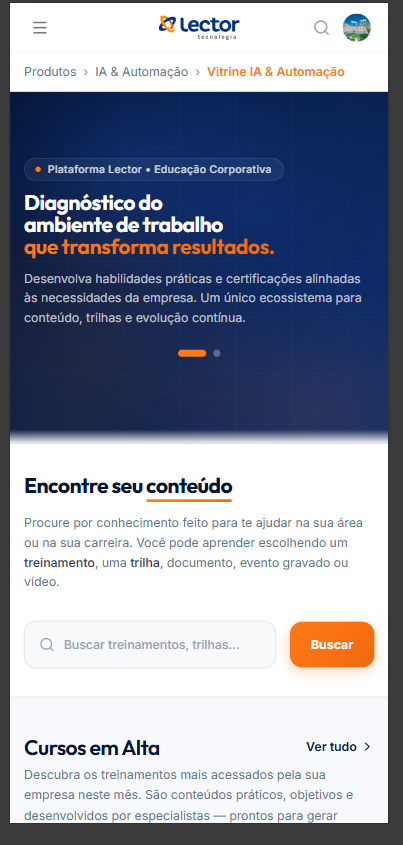 Lector
tecnologia
Produtos > IA & Automação > Vitrine IA & Automação
Plataforma Lector • Educação Corporativa
Diagnóstico do
ambiente de trabalho
que transforma resultados.
Desenvolva habilidades práticas e certificações alinhadas
às necessidades da empresa. Um único ecossistema para
conteúdo, trilhas e evolução contínua.
Encontre seu conteúdo
Procure por conhecimento feito para te ajudar na sua área
ou na sua carreira. Você pode aprender escolhendo um
treinamento, uma trilha, documento, evento gravado ou
vídeo.
Buscar treinamentos, trilhas...
Buscar
Cursos em Alta
Ver tudo >
Descubra os treinamentos mais acessados pela sua
empresa neste mês. São conteúdos práticos, objetivos e
desenvolvidos por especialistas — prontos para gerar